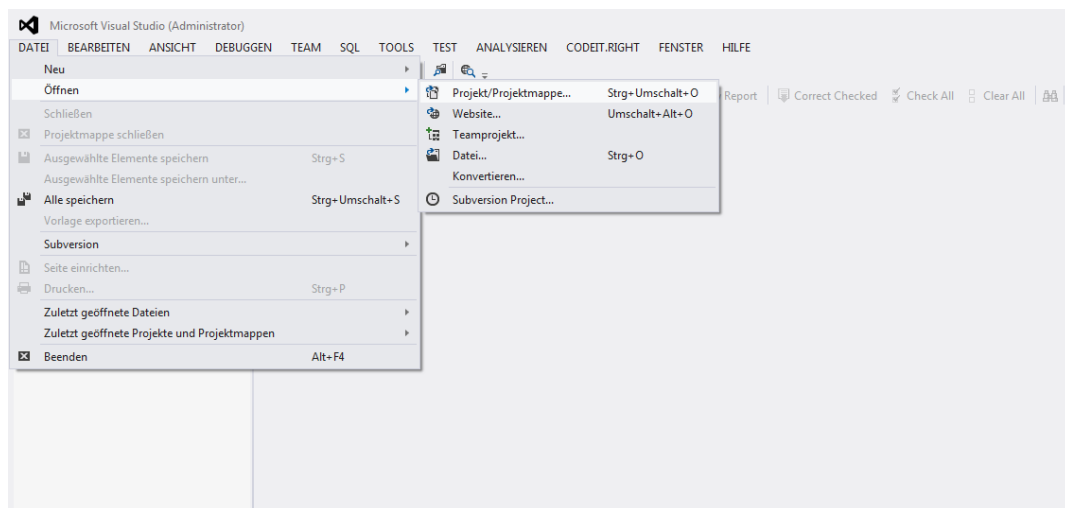 Microsoft Visual Studio (Administrator)
DATEI BEARBEITEN ANSICHT DEBUGGEN TEAM SQL TOOLS TEST ANALYSIEREN CODEIT.RIGHT FENSTER HILFE
Neu
Öffnen
Schließen
Projektmappe schließen
Ausgewählte Elemente speichern Strg+S
Ausgewählte Elemente speichern unter...
Alle speichern Strg+Umschalt+S
Vorlage exportieren...
Subversion
Seite einrichten...
Drucken... Strg+P
Zuletzt geöffnete Dateien
Zuletzt geöffnete Projekte und Projektmappen
Beenden Alt+F4
Projekt/Projektmappe... Strg+Umschalt+O
Website... Umschalt+Alt+O
Teamprojekt...
Datei... Strg+O
Konvertieren...
Subversion Project...
Report Correct Checked Check All Clear All